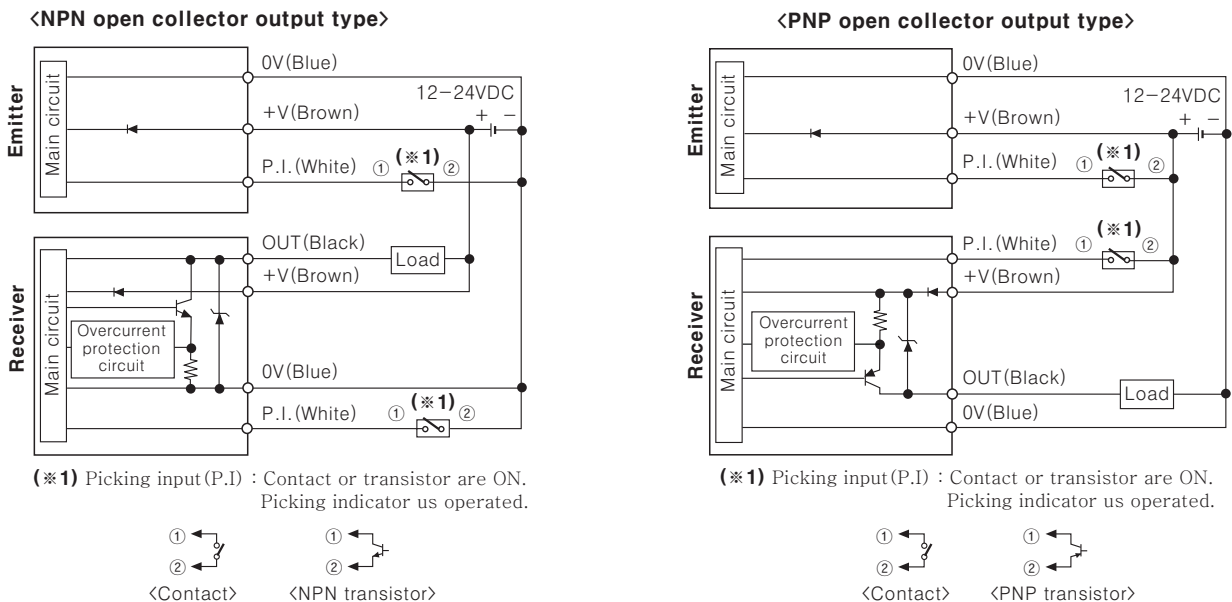 <NPN open collector output type>
Emitter
Main circuit
0V(Blue)
12-24VDC
+V(Brown)
+ -
P.I.(White)
① (※1) ②
Receiver
Main circuit
OUT(Black)
Load
+V(Brown)
Overcurrent
protection
circuit
0V(Blue)
P.I.(White)
① (※1) ②
(※1) Picking input(P.I) : Contact or transistor are ON.
Picking indicator us operated.
①
②
<Contact>
①
②
<NPN transistor>
<PNP open collector output type>
Emitter
Main circuit
0V(Blue)
12-24VDC
+V(Brown)
+ -
P.I.(White)
① (※1) ②
Receiver
Main circuit
P.I.(White)
① (※1) ②
+V(Brown)
Overcurrent
protection
circuit
OUT(Black)
Load
0V(Blue)
(※1) Picking input(P.I) : Contact or transistor are ON.
Picking indicator us operated.
①
②
<Contact>
①
②
<PNP transistor>